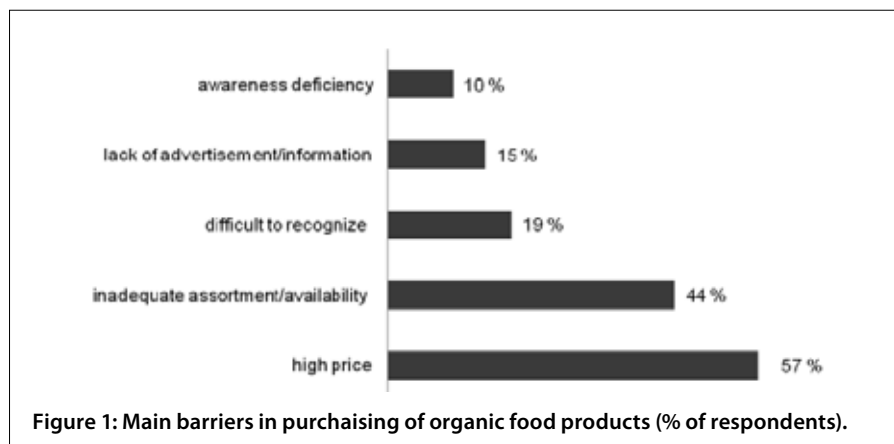 awareness deficiency 10 %
lack of advertisement/information 15 %
difficult to recognize 19 %
inadequate assortment/availability 44 %
high price 57 %
Figure 1: Main barriers in purchaising of organic food products (% of respondents).